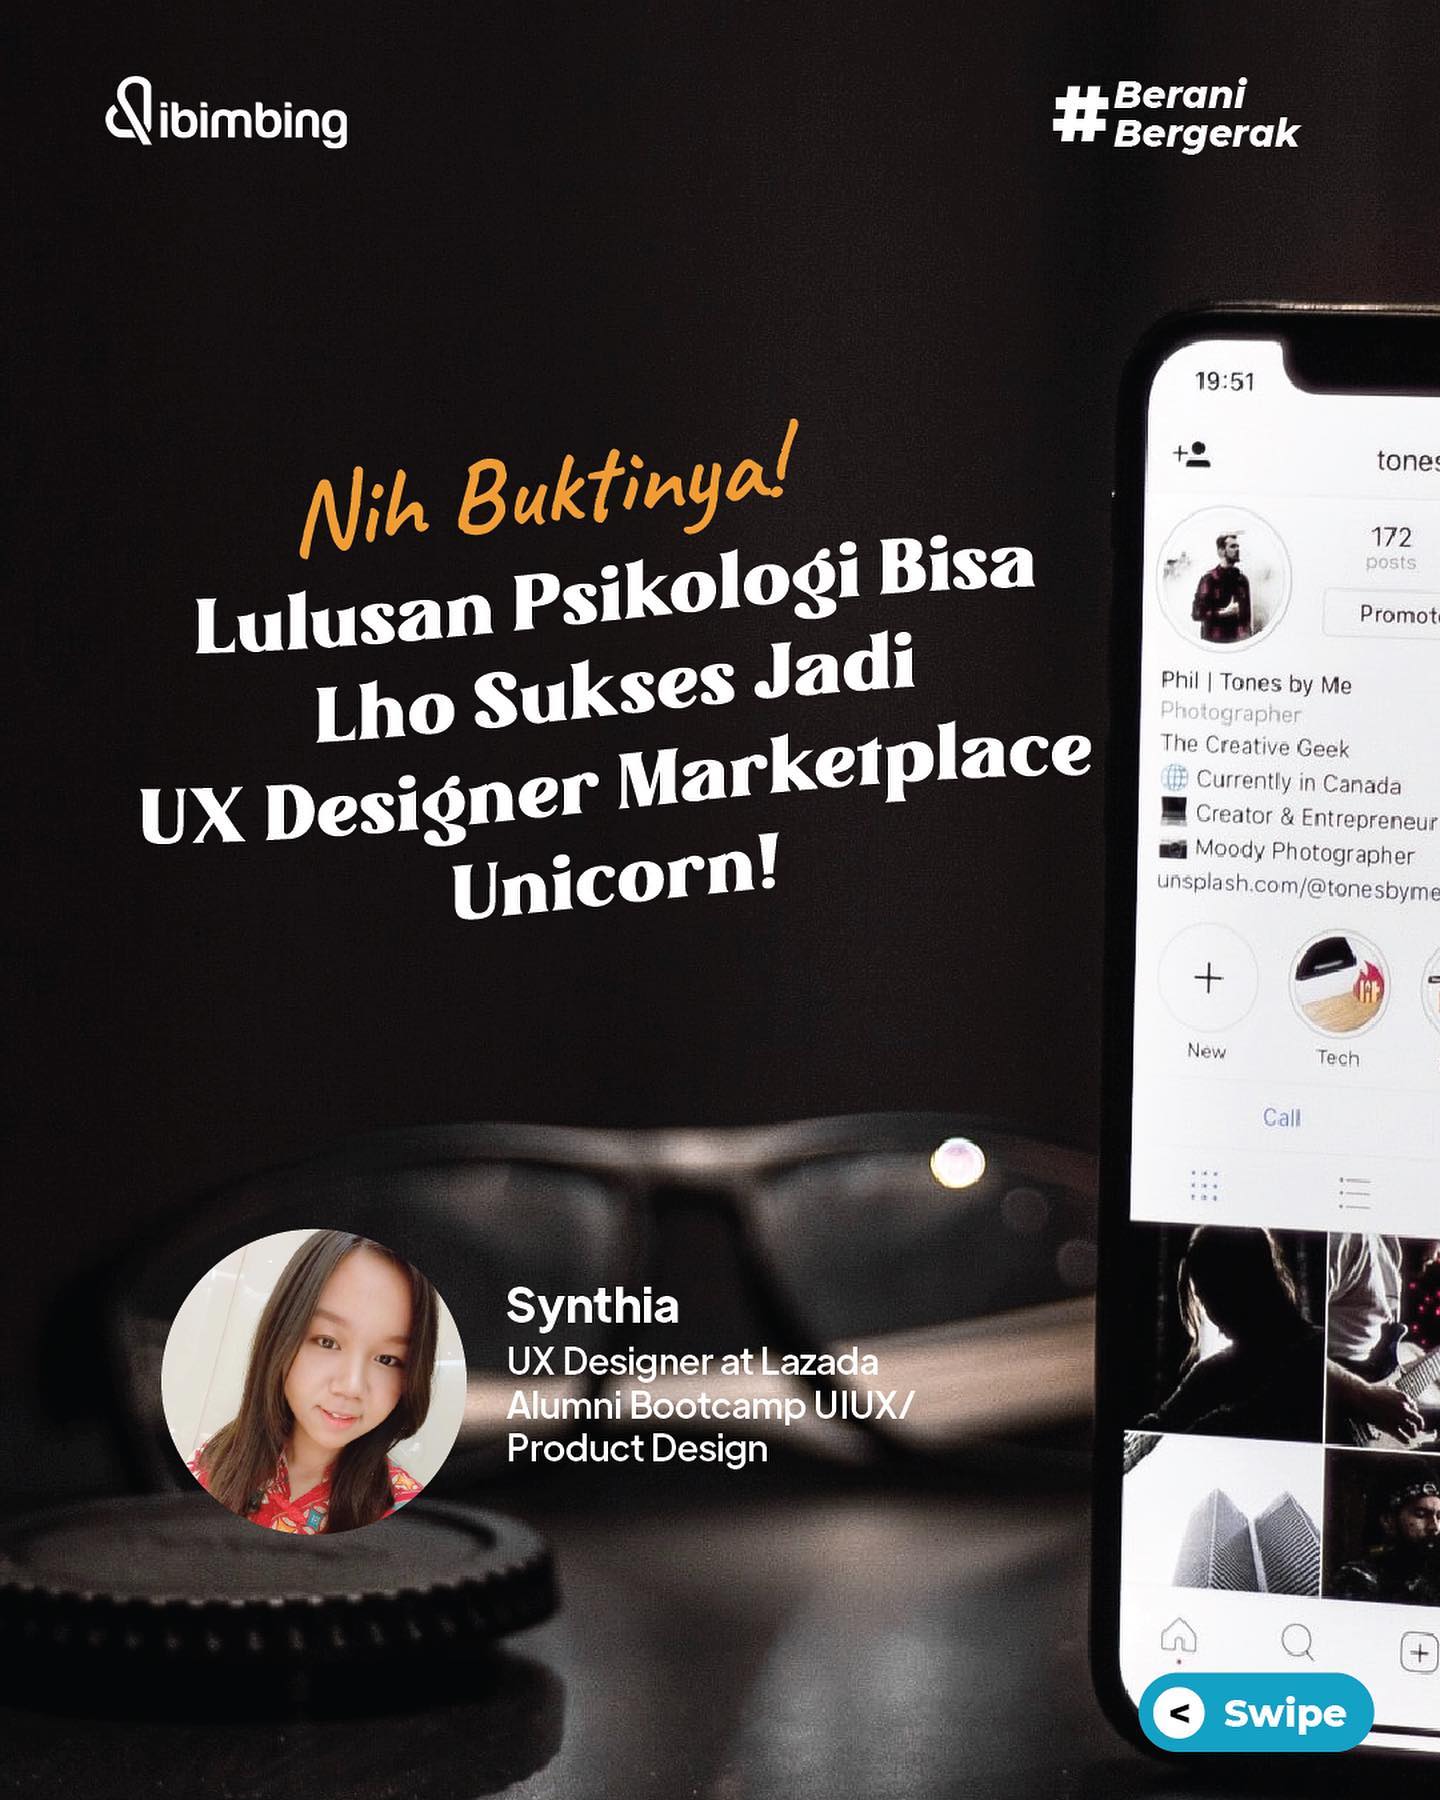 dibimbing
#Berani
Bergerak
Nih Buktinya!
Lulusan Psikologi Bisa
Lho Sukses Jadi
UX Designer Marketplace
Unicorn!
Synthia
UX Designer at Lazada
Alumni Bootcamp UIUX/
Product Design
19:51
tones
172
posts
Promote
Phil | Tones by Me
Photographer
The Creative Geek
Currently in Canada
Creator & Entrepreneur
Moody Photographer
unsplash.com/@tonesbyme
New
Tech
Call
< Swipe